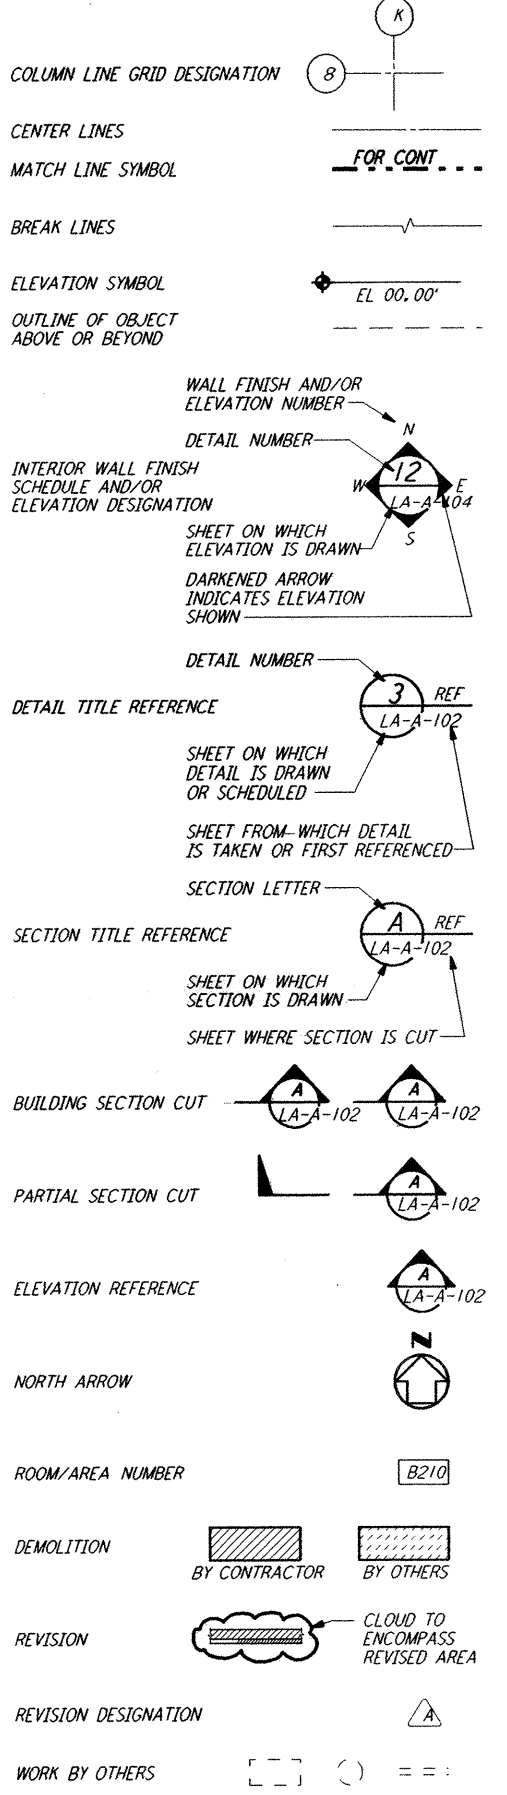 K
COLUMN LINE GRID DESIGNATION 8
CENTER LINES
FOR CONT
MATCH LINE SYMBOL
BREAK LINES
ELEVATION SYMBOL
EL 00.00'
OUTLINE OF OBJECT
ABOVE OR BEYOND
WALL FINISH AND/OR
ELEVATION NUMBER
N
DETAIL NUMBER
INTERIOR WALL FINISH
SCHEDULE AND/OR
ELEVATION DESIGNATION
12
W
E
LA-A-104
S
SHEET ON WHICH
ELEVATION IS DRAWN
DARKENED ARROW
INDICATES ELEVATION
SHOWN
DETAIL NUMBER
DETAIL TITLE REFERENCE
3
REF
LA-A-102
SHEET ON WHICH
DETAIL IS DRAWN
OR SCHEDULED
SHEET FROM WHICH DETAIL
IS TAKEN OR FIRST REFERENCED
SECTION LETTER
SECTION TITLE REFERENCE
A
REF
LA-A-102
SHEET ON WHICH
SECTION IS DRAWN
SHEET WHERE SECTION IS CUT
BUILDING SECTION CUT
A
LA-A-102
A
LA-A-102
PARTIAL SECTION CUT
A
LA-A-102
ELEVATION REFERENCE
A
LA-A-102
N
NORTH ARROW
ROOM/AREA NUMBER B210
DEMOLITION
BY CONTRACTOR
BY OTHERS
REVISION
CLOUD TO
ENCOMPASS
REVISED AREA
REVISION DESIGNATION A
WORK BY OTHERS